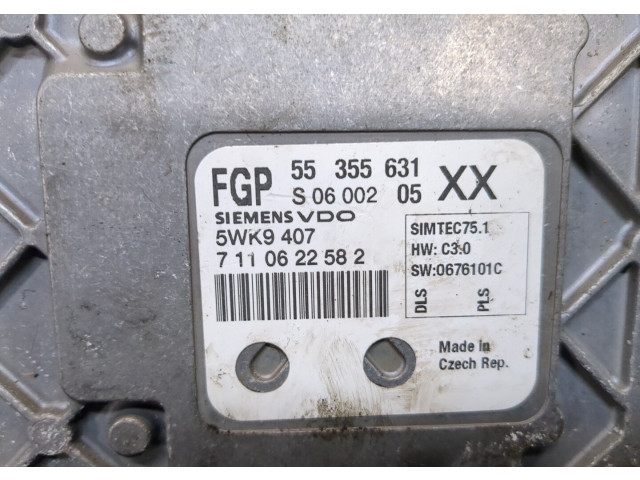 FGP 55 355 631 XX
S 06 002 05
SIEMENS VDO
5WK9 407
7 11 06 22 58 2
SIMTEC75.1
HW: C3.0
SW:0676101C
DLS PLS
Made in
Czech Rep.